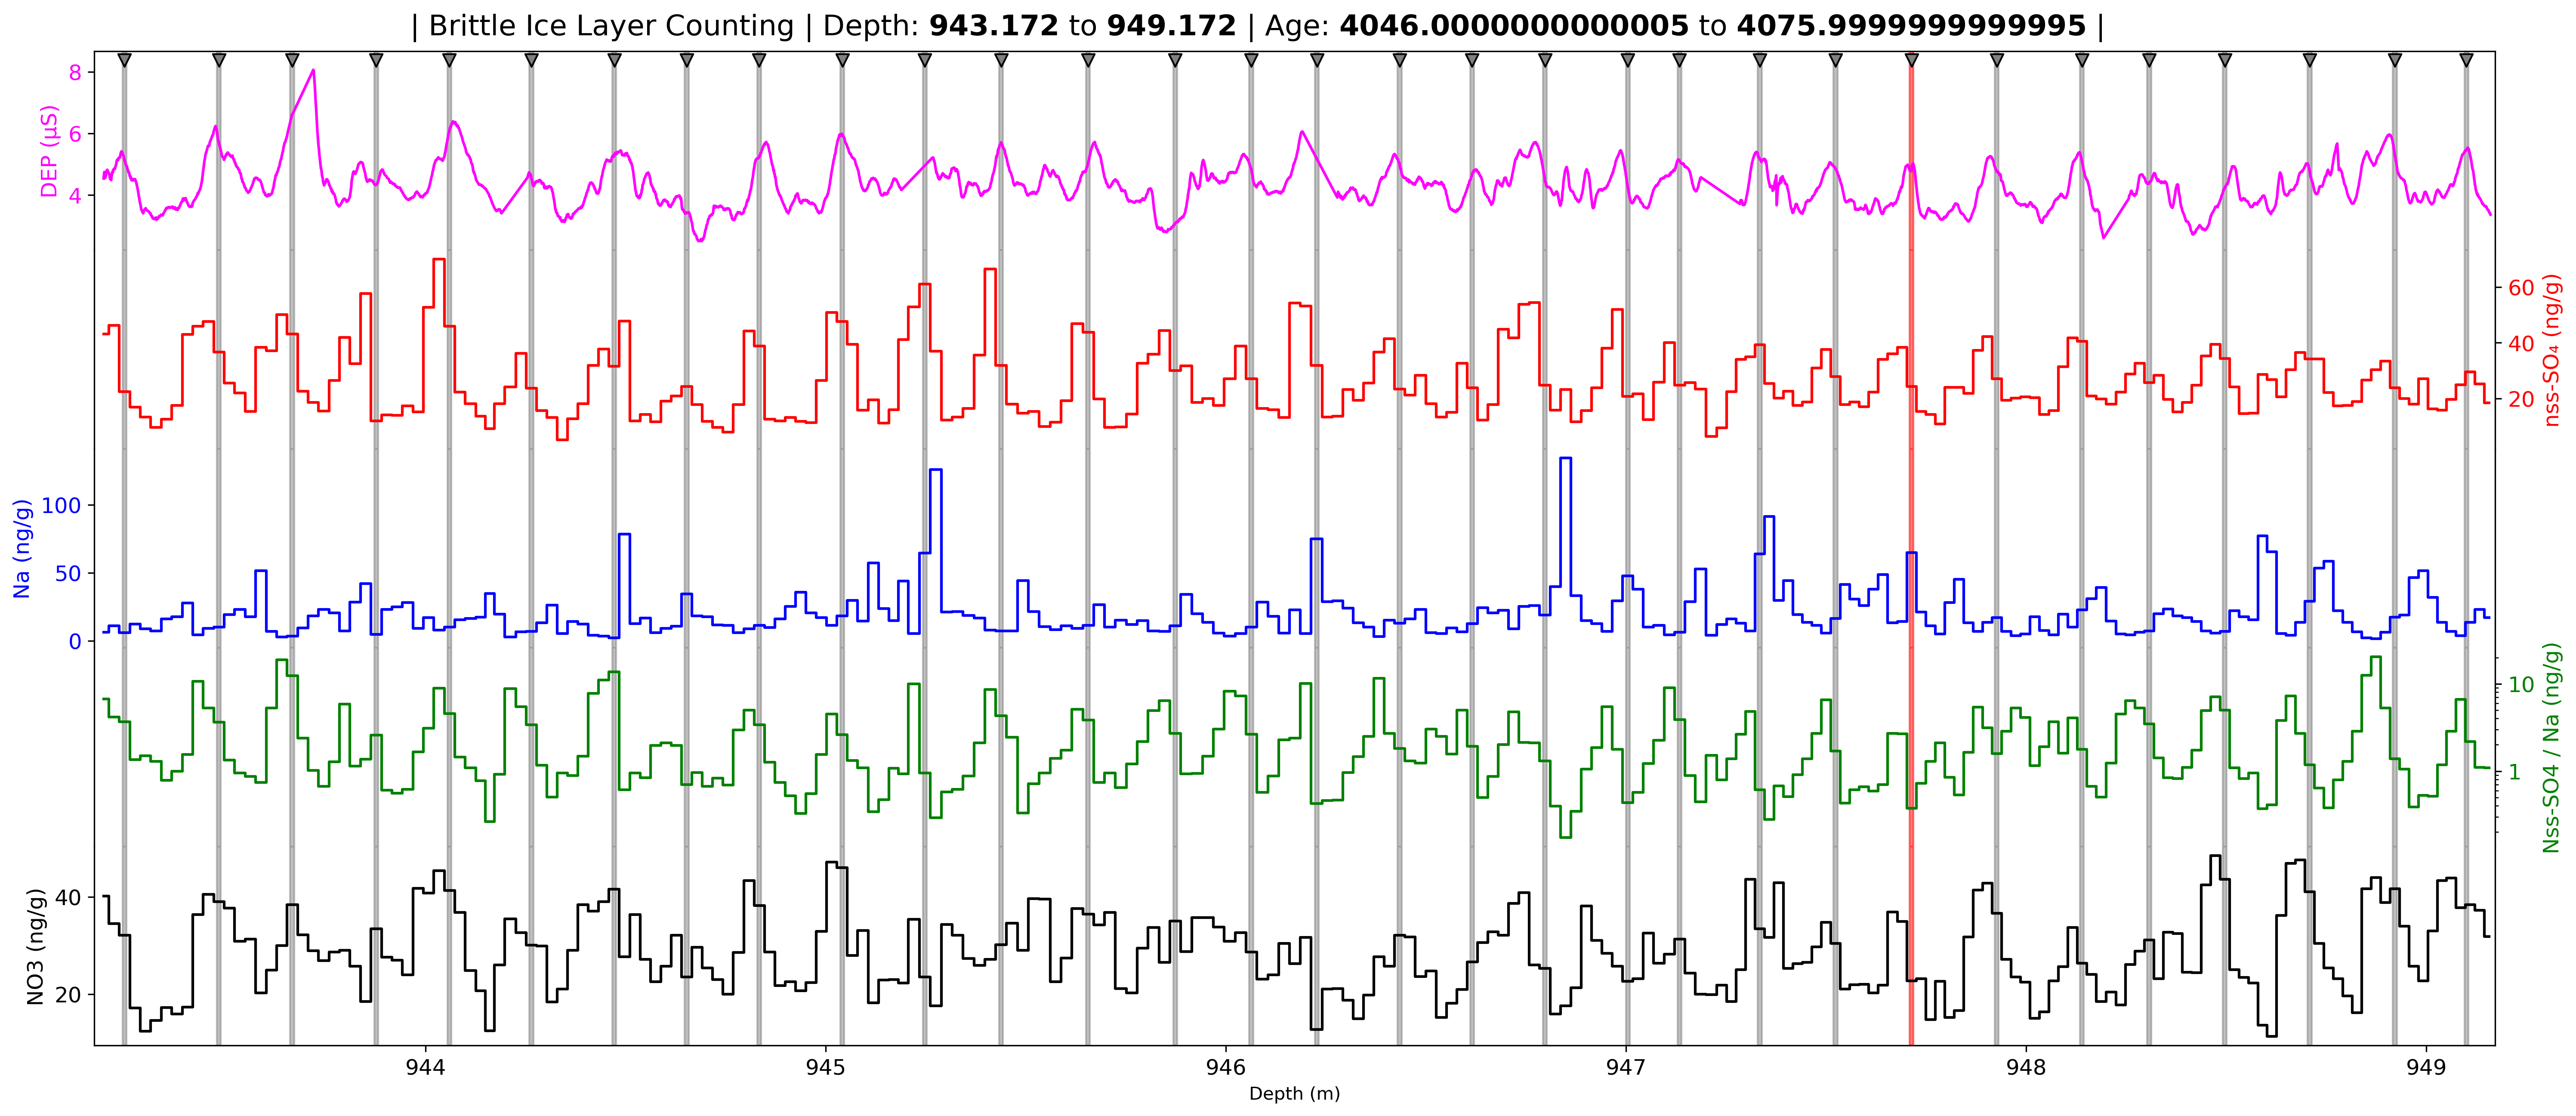 | Brittle Ice Layer Counting | Depth: 943.172 to 949.172 | Age: 4046.0000000000005 to 4075.9999999999995 |
DEP (μS)
8
6
4
nss-SO₄ (ng/g)
60
40
20
Na (ng/g)
100
50
0
Nss-SO4 / Na (ng/g)
10
1
NO3 (ng/g)
40
20
944
945
946
947
948
949
Depth (m)